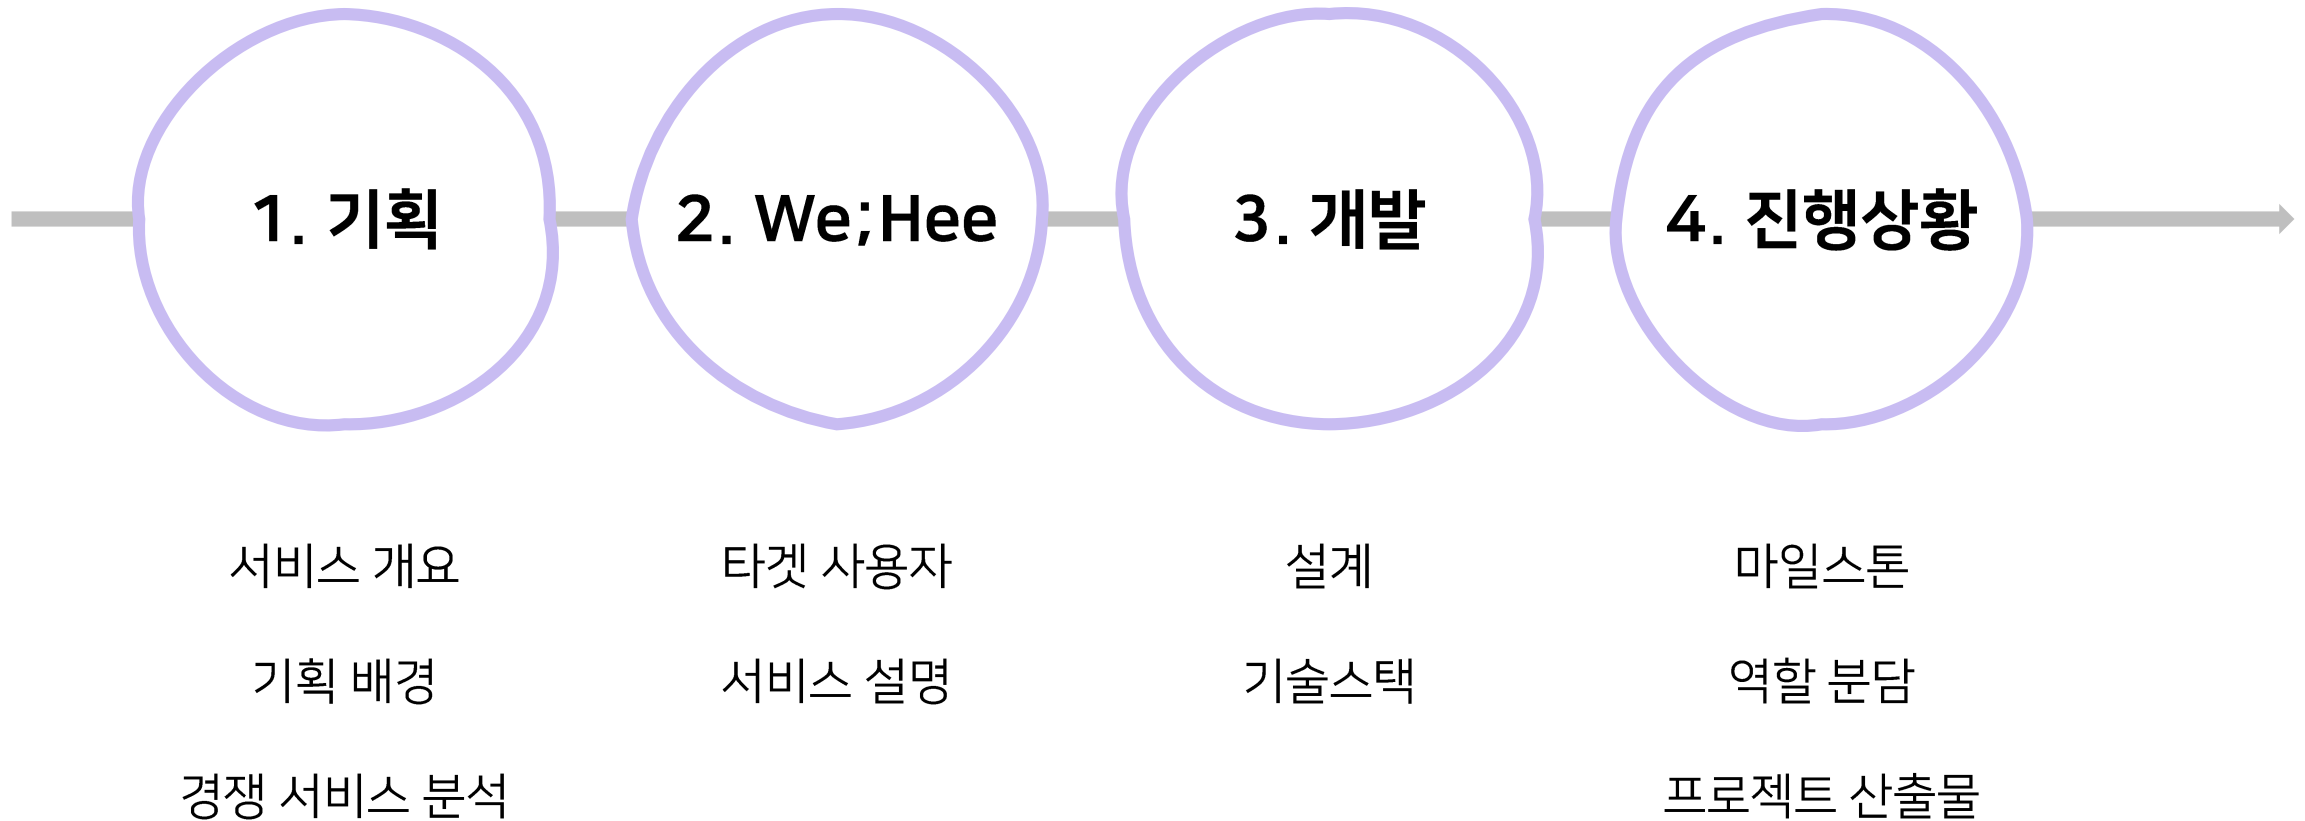 1. 기획
2. We;Hee
3. 개발
4. 진행상황
서비스 개요
기획 배경
경쟁 서비스 분석
타겟 사용자
서비스 설명
설계
기술스택
마일스톤
역할 분담
프로젝트 산출물